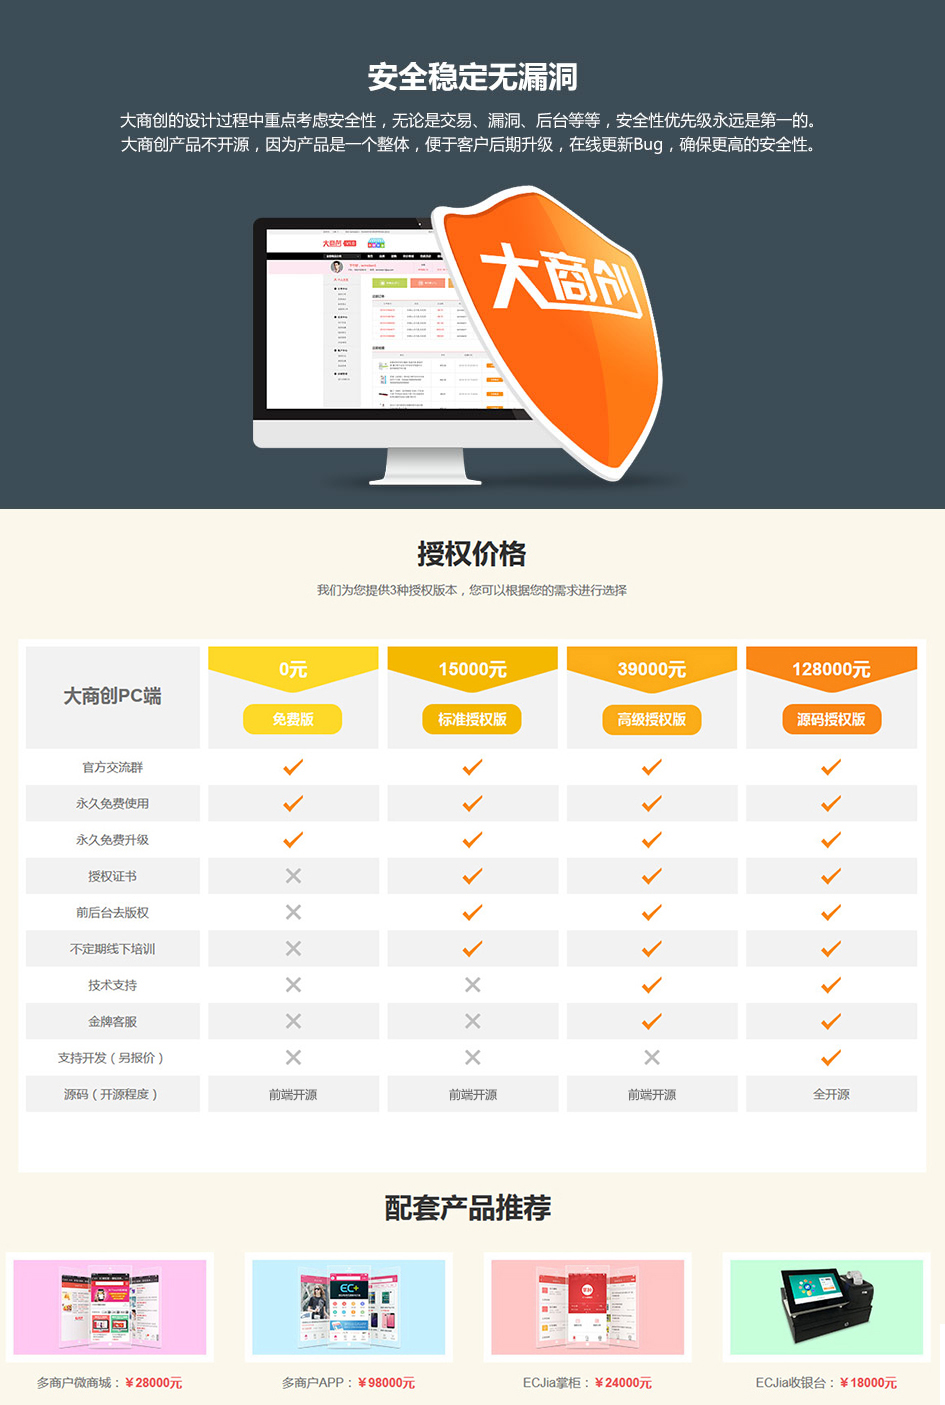 安全稳定无漏洞
大商创的设计过程中重点考虑安全性，无论是交易、漏洞、后台等等，安全性优先级永远是第一的。
大商创产品不开源，因为产品是一个整体，便于客户后期升级，在线更新Bug，确保更高的安全性。
大商创
大商创
授权价格
我们为您提供3种授权版本，您可以根据您的需求进行选择
大商创PC端 0元 15000元 39000元 128000元
免费版 标准授权版 高级授权版 源码授权版
官方交流群
永久免费使用
永久免费升级
授权证书
前后台去版权
不定期线下培训
技术支持
金牌客服
支持开发（另报价）
源码（开源程度） 前端开源 前端开源 前端开源 全开源
配套产品推荐
EC+
多商户微商城：￥28000元 多商户APP：￥98000元 ECJia掌柜：￥24000元 ECJia收银台：￥18000元